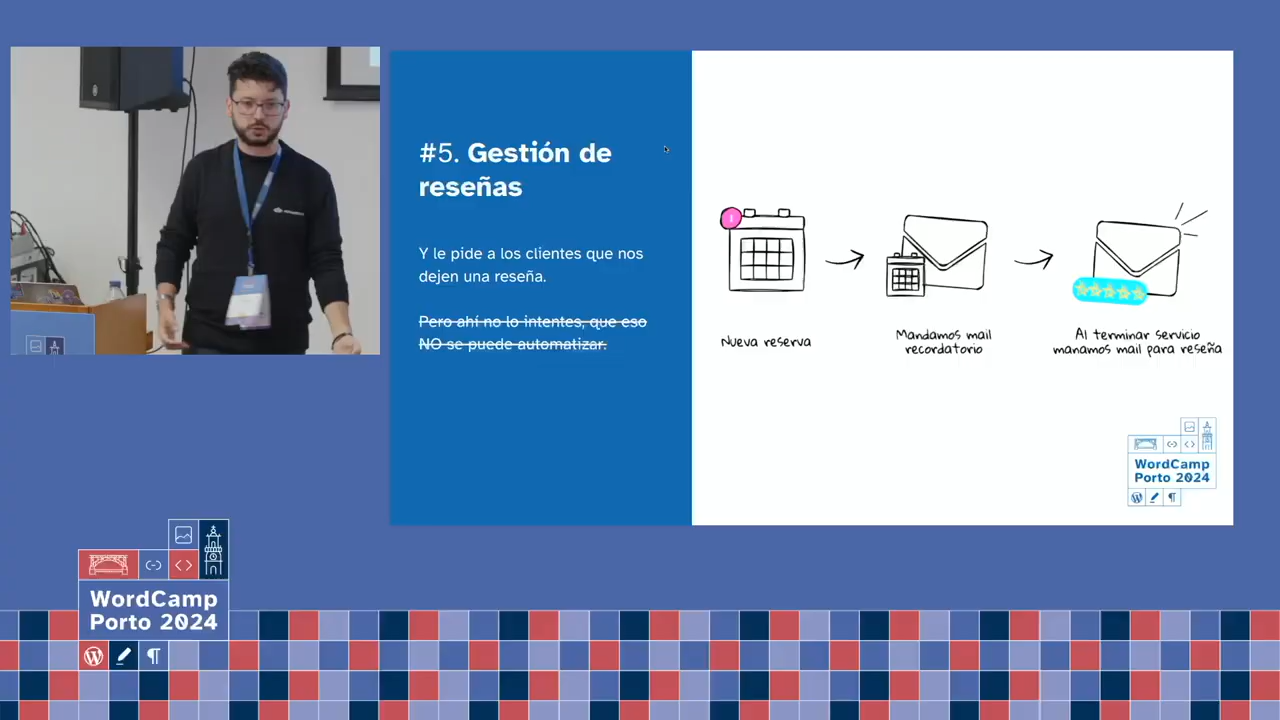 #5. Gestión de
reseñas
Y le pide a los clientes que nos
dejen una reseña.
Pero ahí no lo intentes, que eso
NO se puede automatizar.
1
Nueva reserva
Mandamos mail
recordatorio
Al terminar servicio
manamos mail para reseña
WordCamp
Porto 2024
WordCamp
Porto 2024